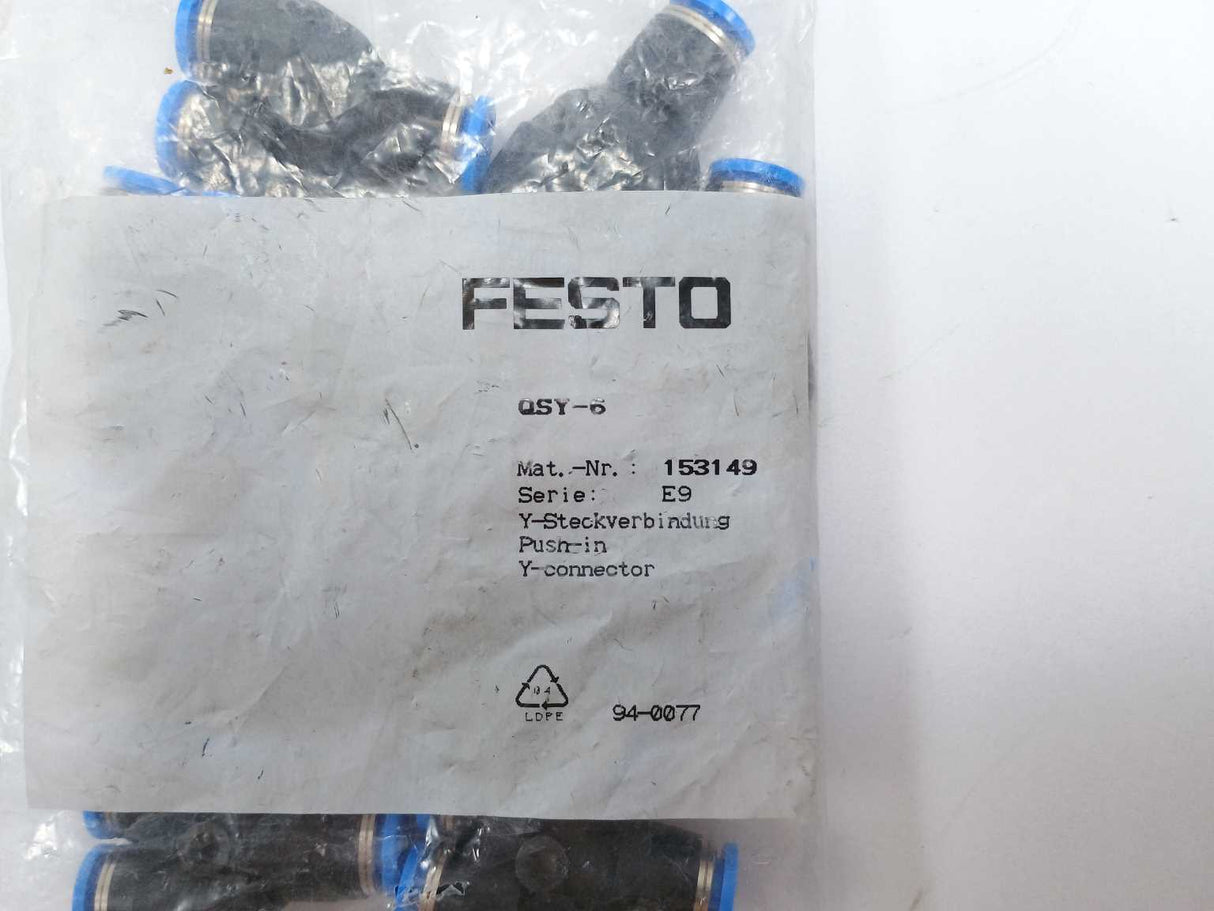 FESTO
QSY-6
Mat.-Nr.: 153149
Serie: E9
Y-Steckverbindung
Push-in
Y-connector
04
LDPE
94-0077